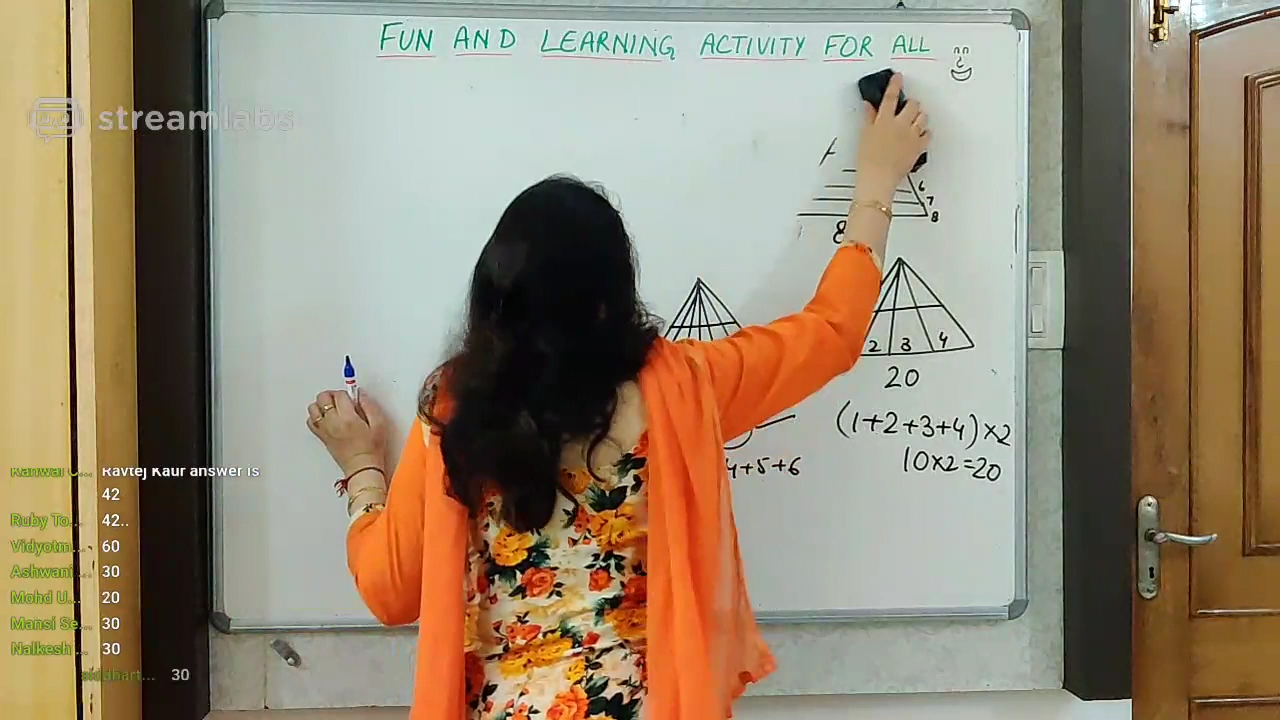 FUN AND LEARNING ACTIVITY FOR ALL
streamlabs
6
7
8
8
2 3 4
20
(1+2+3+4)×2
10×2=20
4+5+6
Ravtej Kaur answer is
42
Ruby To... 42..
Vidyotm... 60
Ashwani... 30
Mohd U... 20
Mansi Se... 30
Nalkesh... 30
siddhart... 30